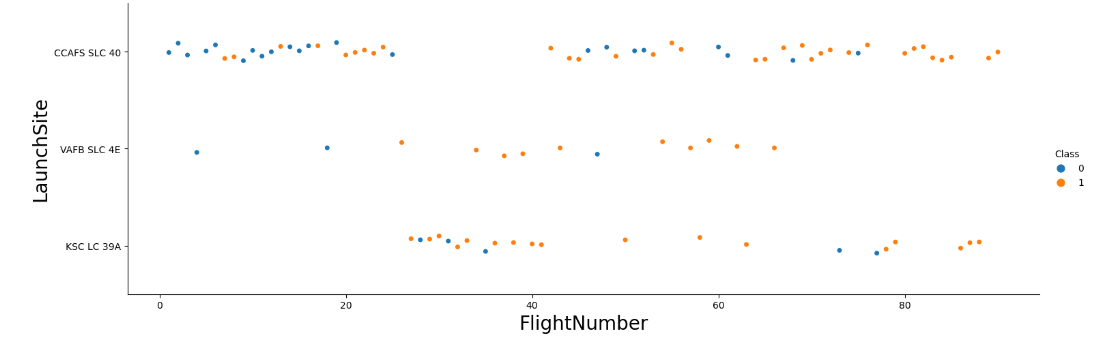 LaunchSite
CCAFS SLC 40
VAFB SLC 4E
KSC LC 39A
0 20 40 60 80
FlightNumber
Class
0
1